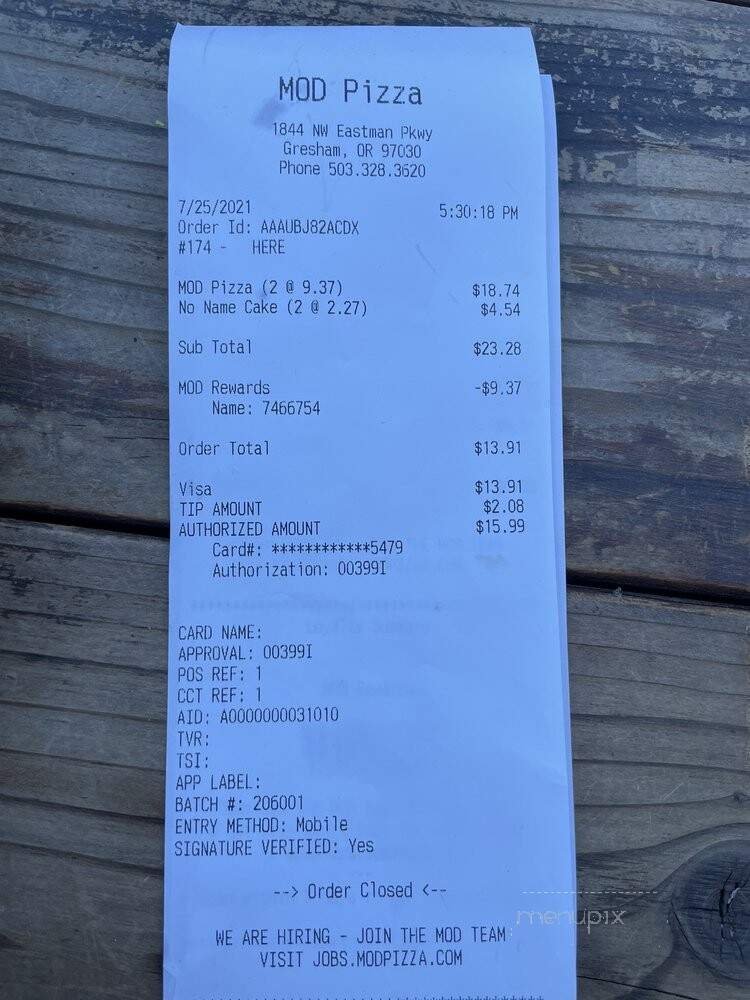 MOD Pizza
1844 NW Eastman Pkwy
Gresham, OR 97030
Phone 503.328.3620
7/25/2021 5:30:18 PM
Order Id: AAAUBJ82ACDX
#174 - HERE
MOD Pizza (2 @ 9.37) $18.74
No Name Cake (2 @ 2.27) $4.54
Sub Total $23.28
MOD Rewards -$9.37
Name: 7466754
Order Total $13.91
Visa $13.91
TIP AMOUNT $2.08
AUTHORIZED AMOUNT $15.99
Card#: ************5479
Authorization: 00399I
CARD NAME:
APPROVAL: 00399I
POS REF: 1
CCT REF: 1
AID: A0000000031010
TVR:
TSI:
APP LABEL:
BATCH #: 206001
ENTRY METHOD: Mobile
SIGNATURE VERIFIED: Yes
--> Order Closed <--
menupix
WE ARE HIRING - JOIN THE MOD TEAM
VISIT JOBS.MODPIZZA.COM